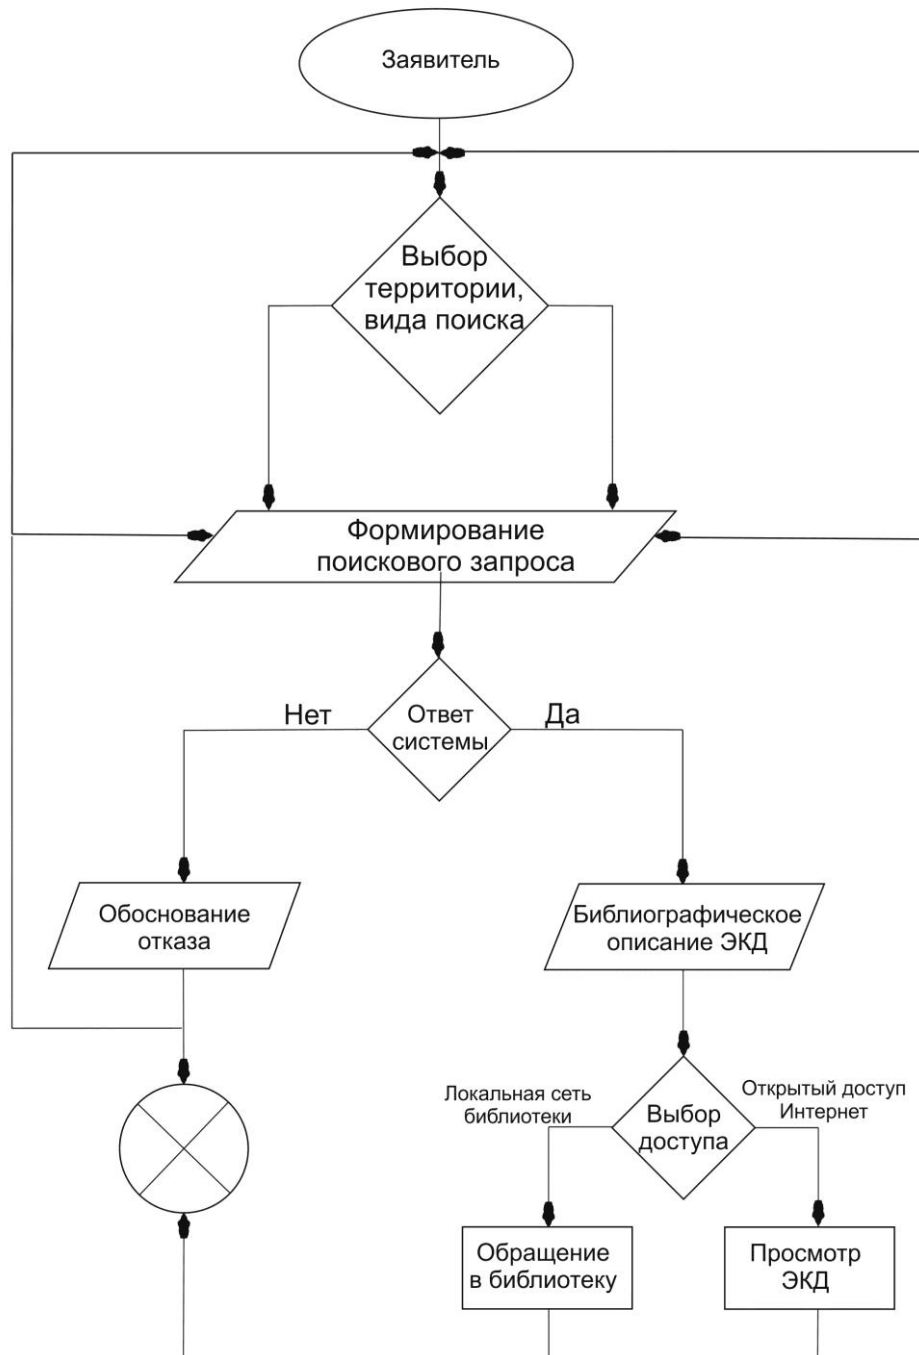 Заявитель
Выбор
территории,
вида поиска
Формирование
поискового запроса
Нет
Ответ
системы
Да
Обоснование
отказа
Библиографическое
описание ЭКД
Локальная сеть
библиотеки
Выбор
доступа
Открытый доступ
Интернет
Обращение
в библиотеку
Просмотр
ЭКД